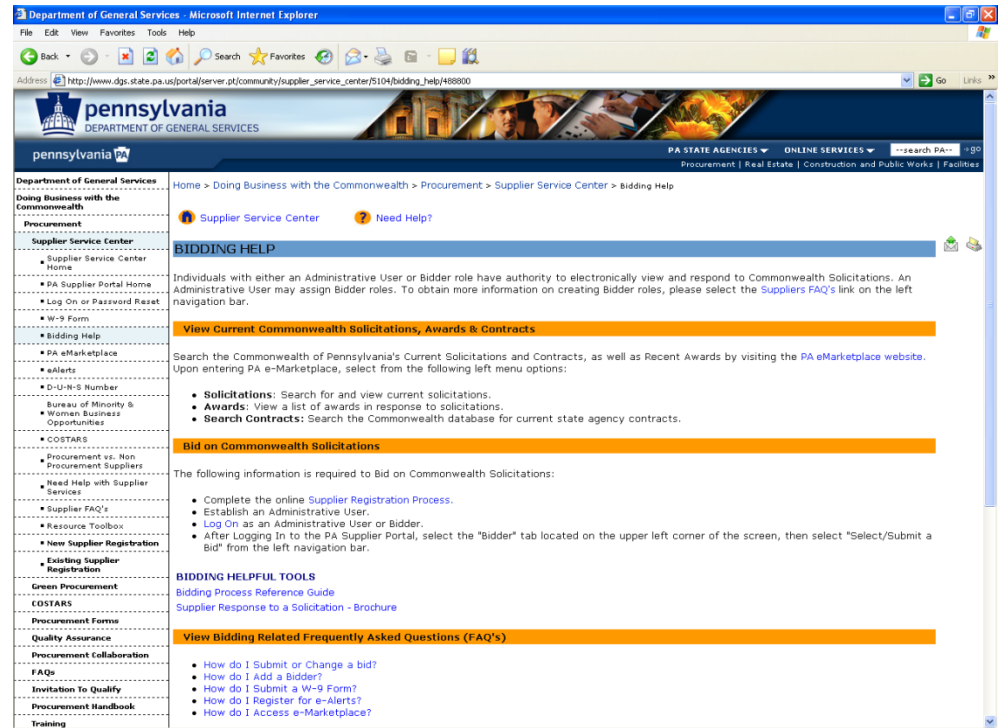 Department of General Services - Microsoft Internet Explorer
File Edit View Favorites Tools Help
Back Search Favorites
Address http://www.dgs.state.pa.us/portal/server.pt/community/supplier_service_center/5104/bidding_help/488800 Go Links »
pennsylvania
DEPARTMENT OF GENERAL SERVICES
pennsylvania PA
PA STATE AGENCIES ONLINE SERVICES --search PA-- go
Procurement | Real Estate | Construction and Public Works | Facilities
Department of General Services
Doing Business with the
Commonwealth
Procurement
Supplier Service Center
Supplier Service Center
Home
PA Supplier Portal Home
Log On or Password Reset
W-9 Form
Bidding Help
PA eMarketplace
eAlerts
D-U-N-S Number
Bureau of Minority &
Women Business
Opportunities
COSTARS
Procurement vs. Non
Procurement Suppliers
Need Help with Supplier
Services
Supplier FAQ's
Resource Toolbox
New Supplier Registration
Existing Supplier
Registration
Green Procurement
COSTARS
Procurement Forms
Quality Assurance
Procurement Collaboration
FAQs
Invitation To Qualify
Procurement Handbook
Training
Home > Doing Business with the Commonwealth > Procurement > Supplier Service Center > Bidding Help
Supplier Service Center ? Need Help?
BIDDING HELP
Individuals with either an Administrative User or Bidder role have authority to electronically view and respond to Commonwealth Solicitations. An
Administrative User may assign Bidder roles. To obtain more information on creating Bidder roles, please select the Suppliers FAQ's link on the left
navigation bar.
View Current Commonwealth Solicitations, Awards & Contracts
Search the Commonwealth of Pennsylvania's Current Solicitations and Contracts, as well as Recent Awards by visiting the PA eMarketplace website.
Upon entering PA e-Marketplace, select from the following left menu options:
• Solicitations: Search for and view current solicitations.
• Awards: View a list of awards in response to solicitations.
• Search Contracts: Search the Commonwealth database for current state agency contracts.
Bid on Commonwealth Solicitations
The following information is required to Bid on Commonwealth Solicitations:
• Complete the online Supplier Registration Process.
• Establish an Administrative User.
• Log On as an Administrative User or Bidder.
• After Logging In to the PA Supplier Portal, select the "Bidder" tab located on the upper left corner of the screen, then select "Select/Submit a
Bid" from the left navigation bar.
BIDDING HELPFUL TOOLS
Bidding Process Reference Guide
Supplier Response to a Solicitation - Brochure
View Bidding Related Frequently Asked Questions (FAQ's)
• How do I Submit or Change a bid?
• How do I Add a Bidder?
• How do I Submit a W-9 Form?
• How do I Register for e-Alerts?
• How do I Access e-Marketplace?